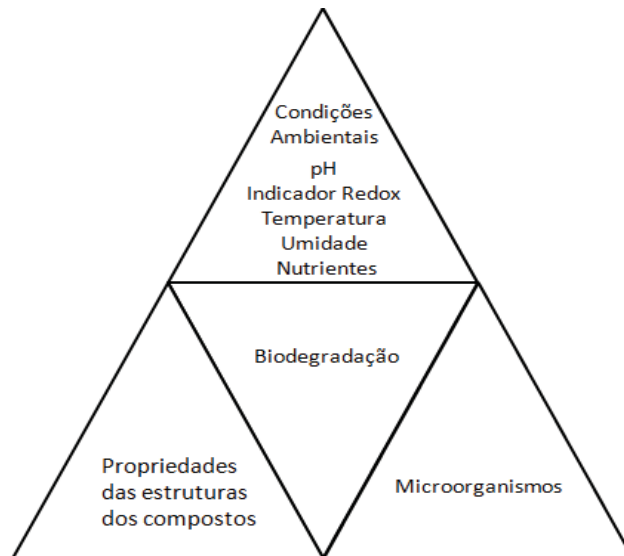 Condições
Ambientais
pH
Indicador Redox
Temperatura
Umidade
Nutrientes
Biodegradação
Propriedades
das estruturas
dos compostos
Microorganismos